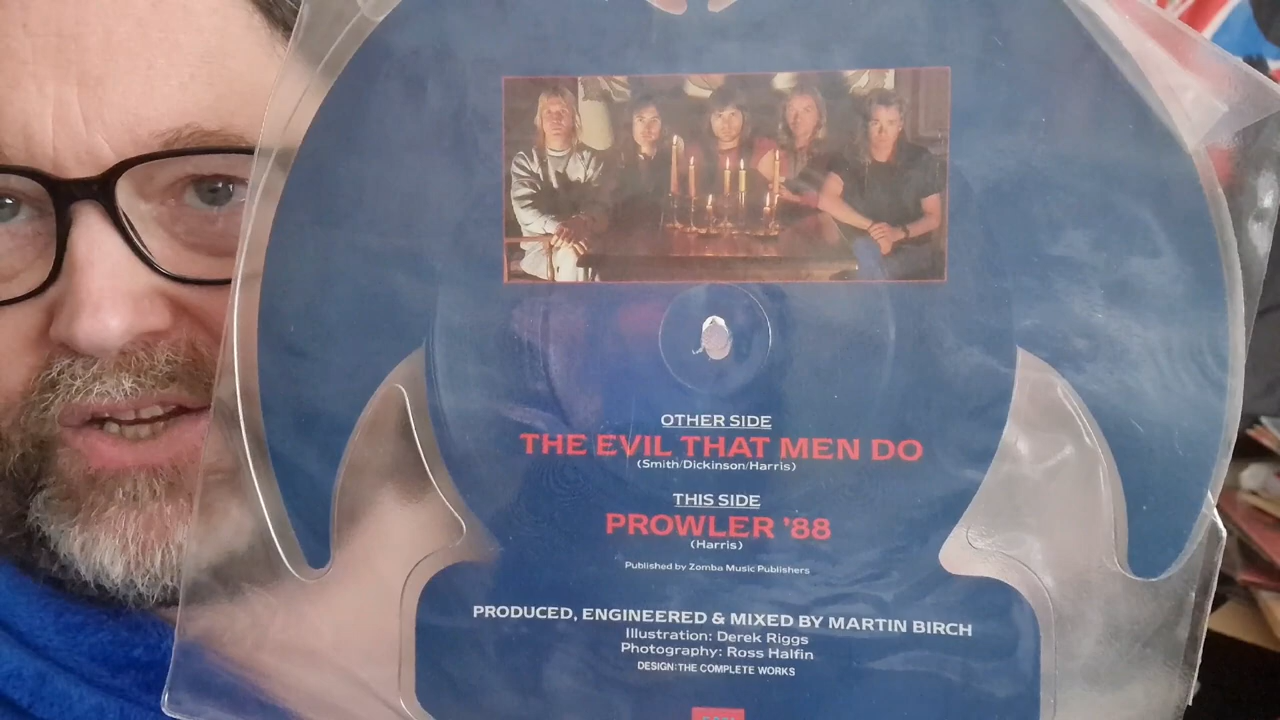 OTHER SIDE
THE EVIL THAT MEN DO
(Smith/Dickinson/Harris)
THIS SIDE
PROWLER '88
(Harris)
Published by Zomba Music Publishers
PRODUCED, ENGINEERED & MIXED BY MARTIN BIRCH
Illustration: Derek Riggs
Photography: Ross Halfin
DESIGN: THE COMPLETE WORKS